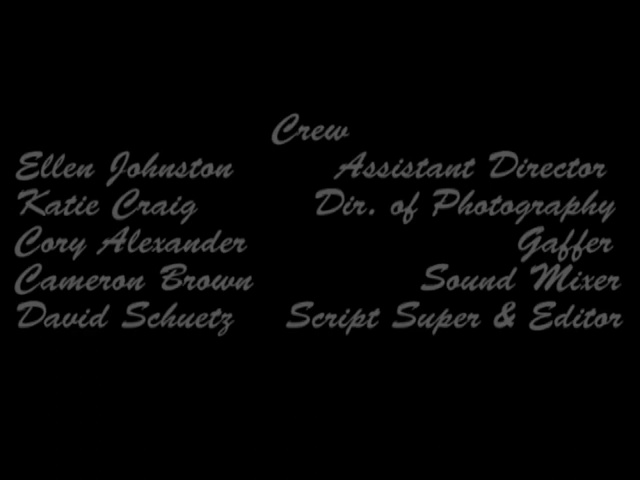 Crew
Ellen Johnston Assistant Director
Katie Craig Dir. of Photography
Cory Alexander Gaffer
Cameron Brown Sound Mixer
David Schuetz Script Super & Editor